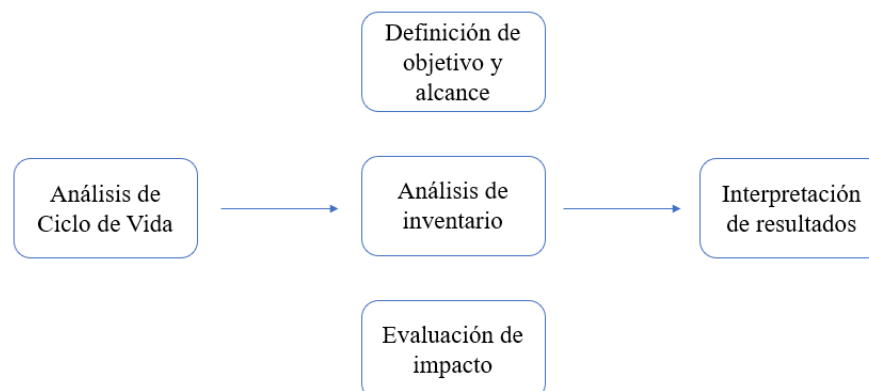 Definición de
objetivo y
alcance
Análisis de
Ciclo de Vida
Análisis de
inventario
Interpretación
de resultados
Evaluación de
impacto